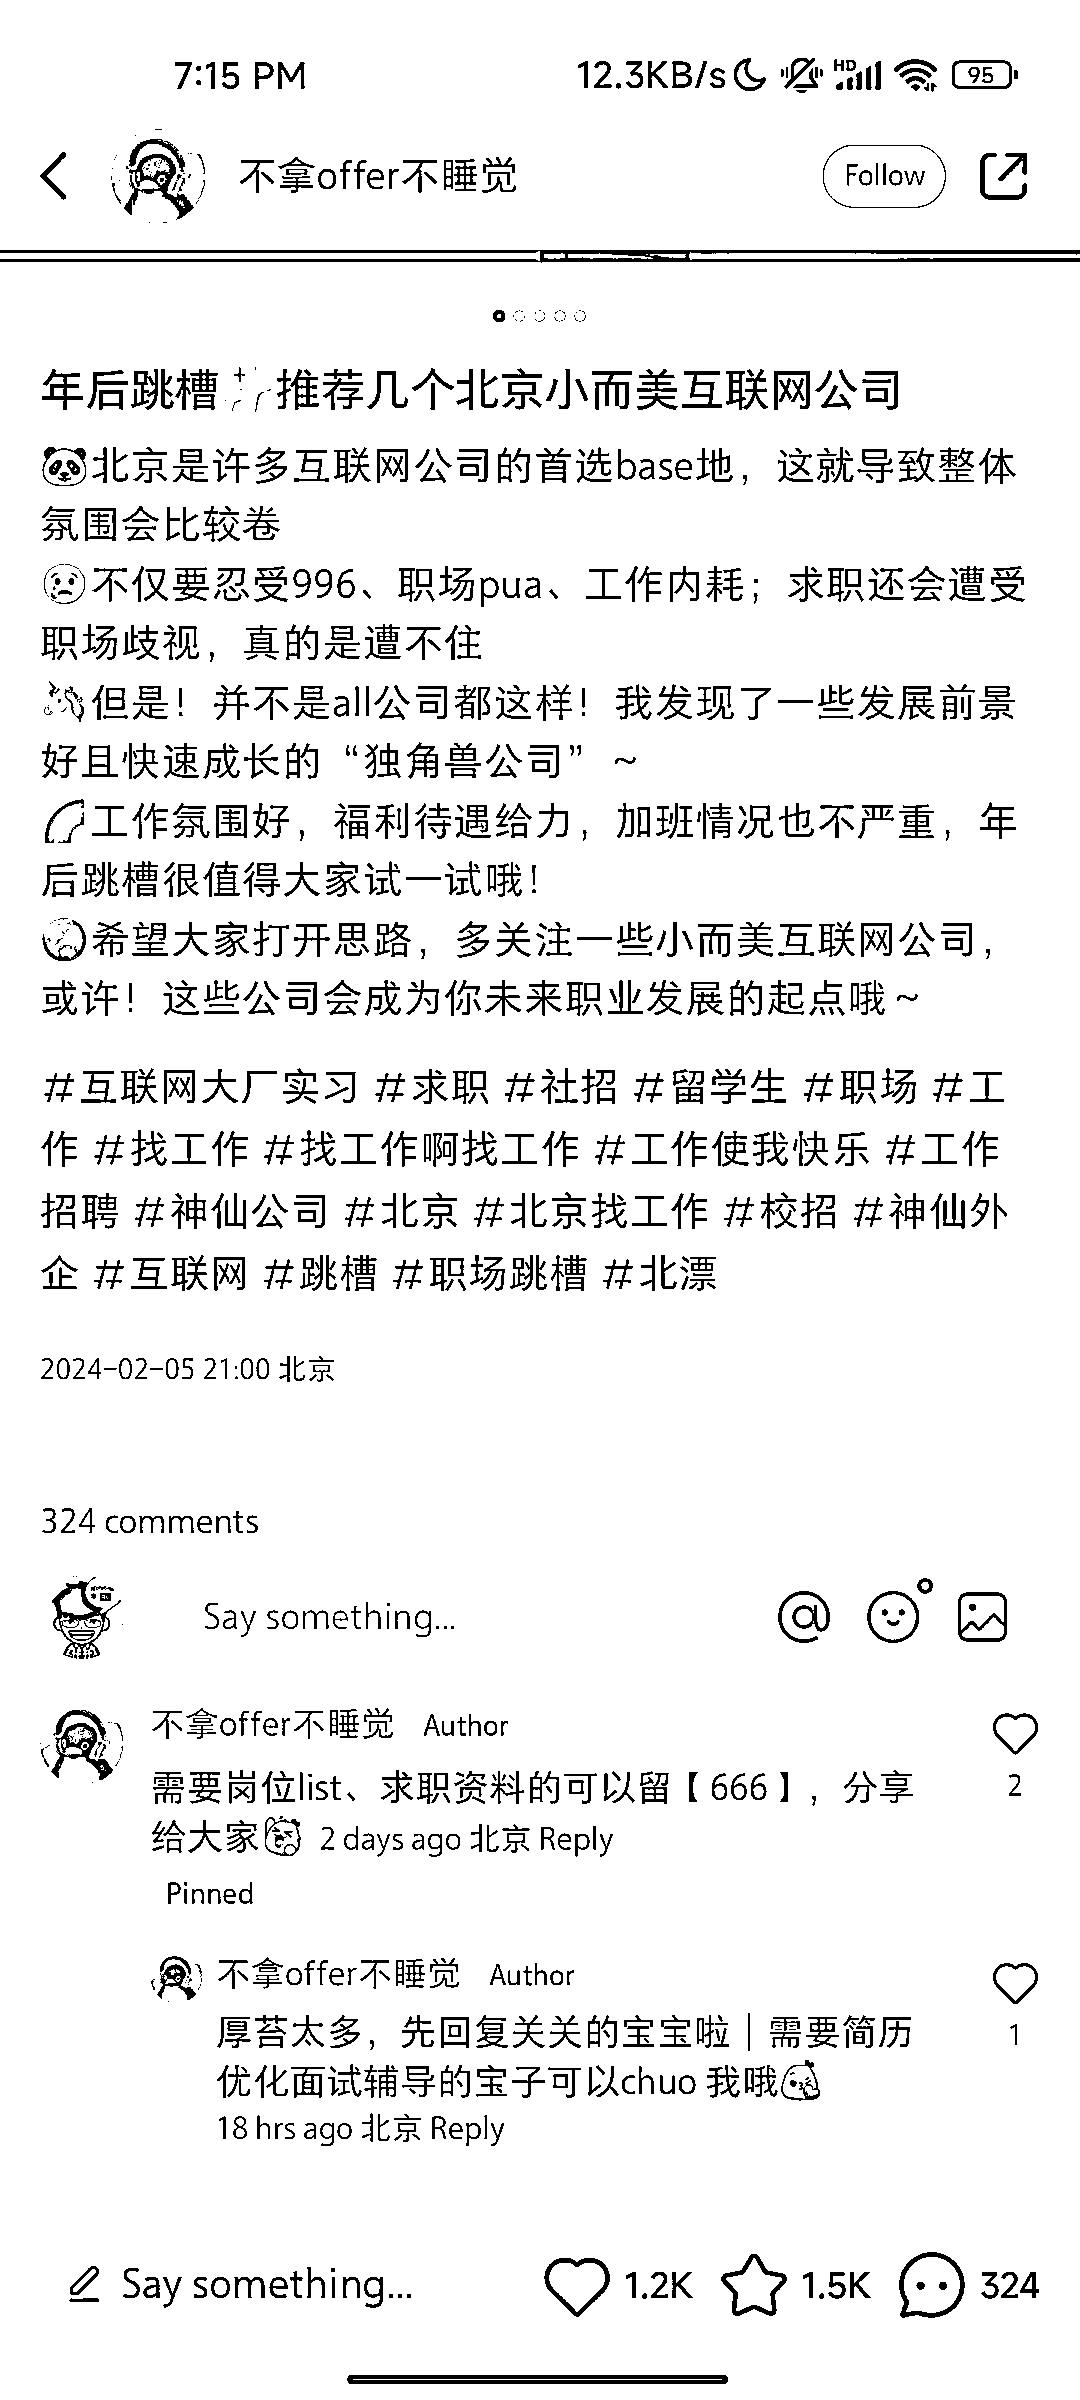 7:15 PM 12.3KB/s HD 95
不拿offer不睡觉 Follow
年后跳槽✨推荐几个北京小而美互联网公司
🐼北京是许多互联网公司的首选base地，这就导致整体
氛围会比较卷
😢不仅要忍受996、职场pua、工作内耗；求职还会遭受
职场歧视，真的是遭不住
但是！并不是all公司都这样！我发现了一些发展前景
好且快速成长的“独角兽公司”～
🌈工作氛围好，福利待遇给力，加班情况也不严重，年
后跳槽很值得大家试一试哦！
希望大家打开思路，多关注一些小而美互联网公司，
或许！这些公司会成为你未来职业发展的起点哦～
#互联网大厂实习 #求职 #社招 #留学生 #职场 #工
作 #找工作 #找工作啊找工作 #工作使我快乐 #工作
招聘 #神仙公司 #北京 #北京找工作 #校招 #神仙外
企 #互联网 #跳槽 #职场跳槽 #北漂
2024-02-05 21:00 北京
324 comments
Say something...
不拿offer不睡觉 Author
需要岗位list、求职资料的可以留【666】，分享
2
给大家 2 days ago 北京 Reply
Pinned
不拿offer不睡觉 Author
厚苔太多，先回复关关的宝宝啦｜需要简历
1
优化面试辅导的宝子可以chuo 我哦
18 hrs ago 北京 Reply
Say something... 1.2K 1.5K 324